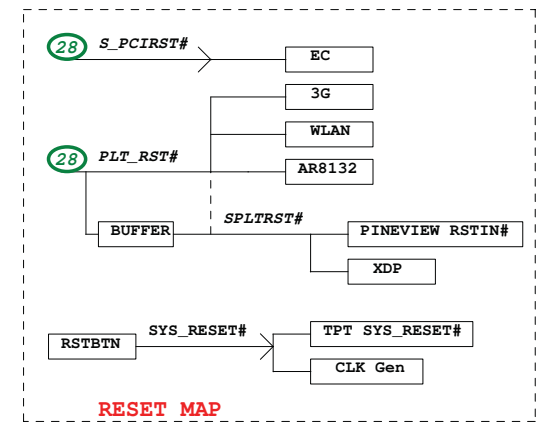 28 S_PCIRST#
EC
3G
WLAN
28 PLT_RST#
AR8132
SPLTRST#
BUFFER
PINEVIEW RSTIN#
XDP
SYS_RESET#
TPT SYS_RESET#
RSTBTN
CLK Gen
RESET MAP